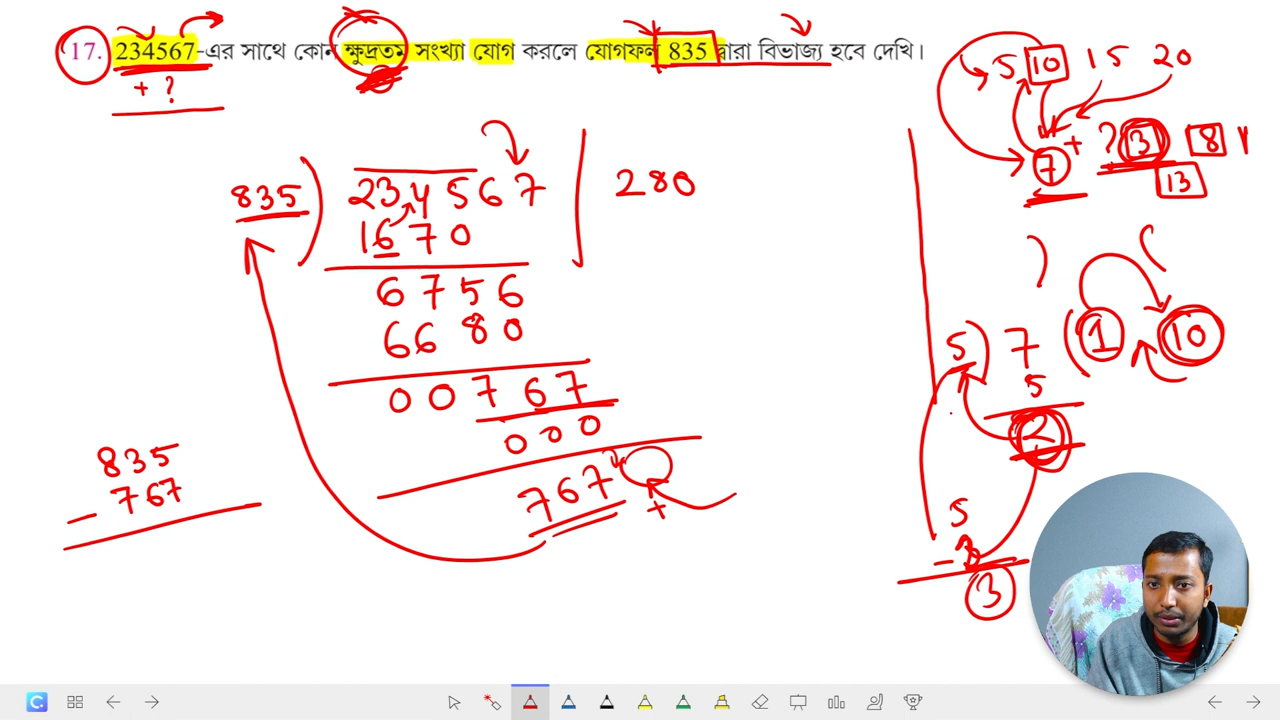 17. 234567-এর সাথে কোন ক্ষুদ্রতম সংখ্যা যোগ করলে যোগফল 835 দ্বারা বিভাজ্য হবে দেখি।
+ ?
5 10 15 20
7 + ? 3 8
13
835 ) 234567 | 280
1670
6756
6680
00767
000
767
+
835
- 767
) (
5 ) 7 ( 1 10
5
2
5
- 2
3
C